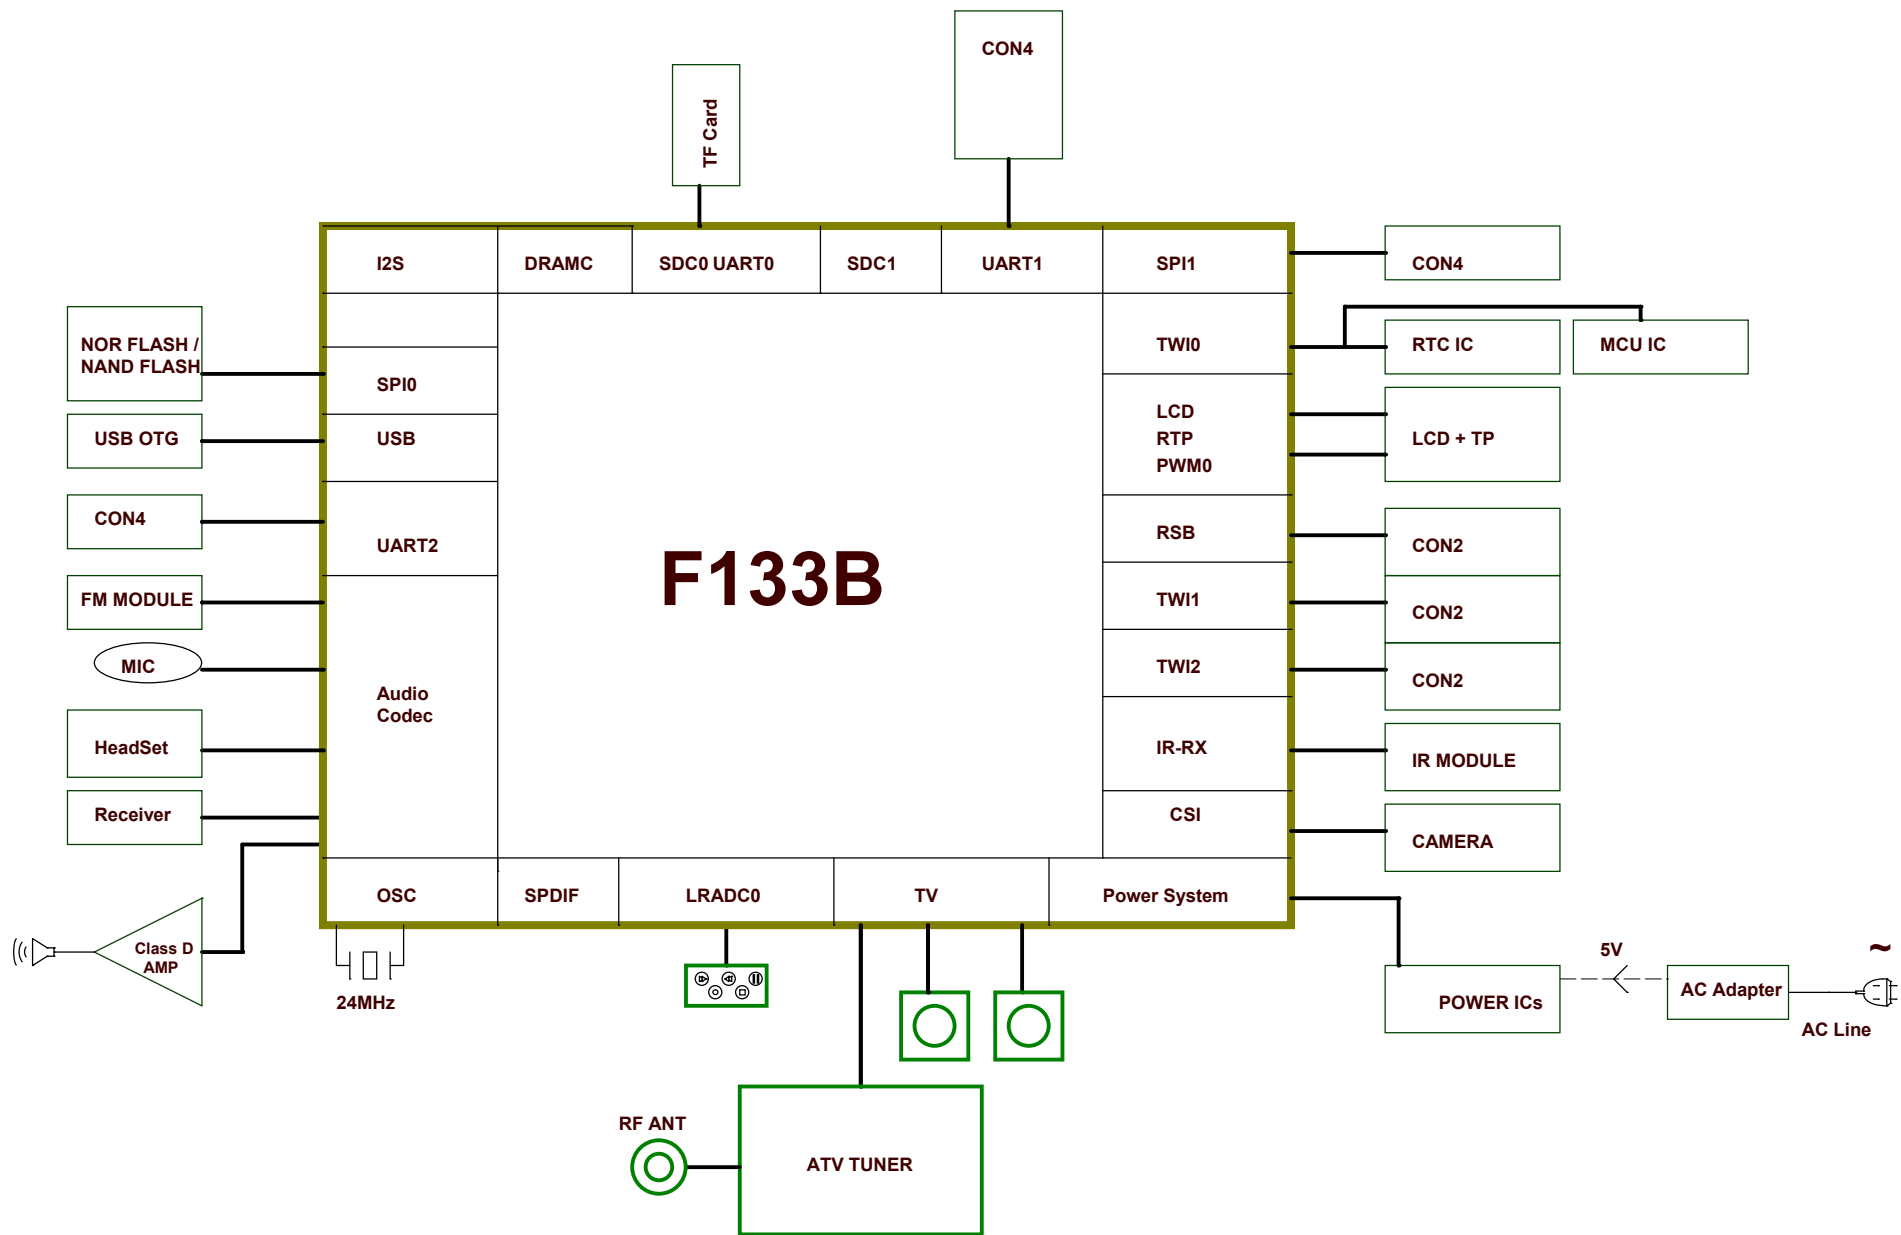 CON4
TF Card
I2S
DRAMC
SDC0 UART0
SDC1
UART1
SPI1
CON4
NOR FLASH /
NAND FLASH
SPI0
TWI0
RTC IC
MCU IC
USB OTG
USB
LCD
RTP
PWM0
LCD + TP
CON4
UART2
F133B
RSB
CON2
FM MODULE
TWI1
CON2
MIC
Audio
Codec
TWI2
CON2
HeadSet
IR-RX
IR MODULE
Receiver
CSI
CAMERA
OSC
SPDIF
LRADC0
TV
Power System
Class D
AMP
24MHz
POWER ICs
5V
AC Adapter
~
AC Line
RF ANT
ATV TUNER